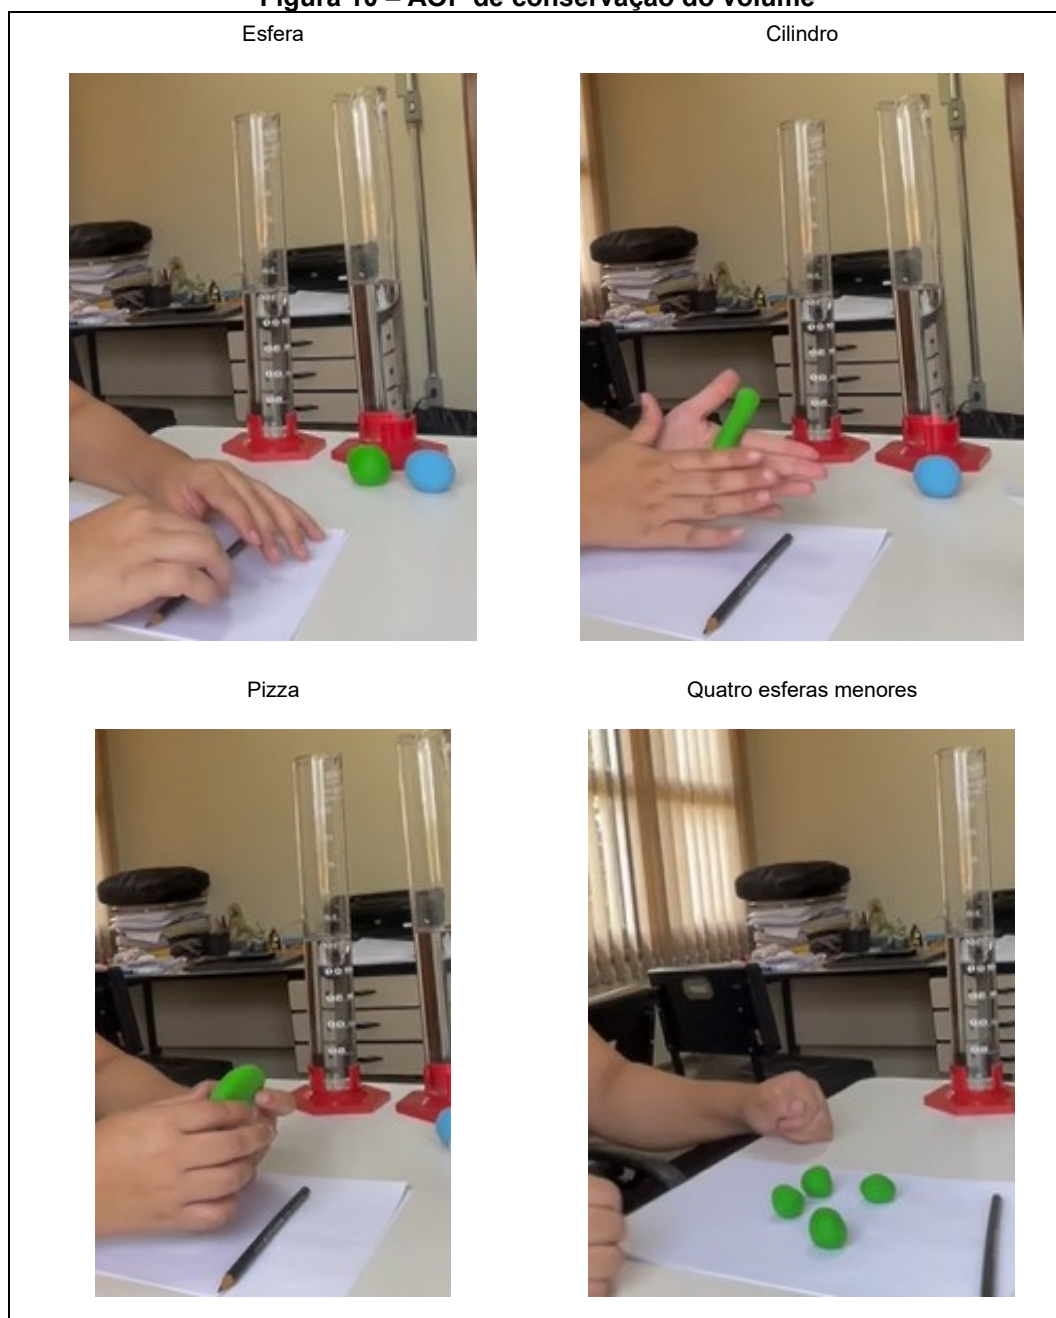 Figura 10 – AOP de conservação do volume
Esfera
Cilindro
Pizza
Quatro esferas menores